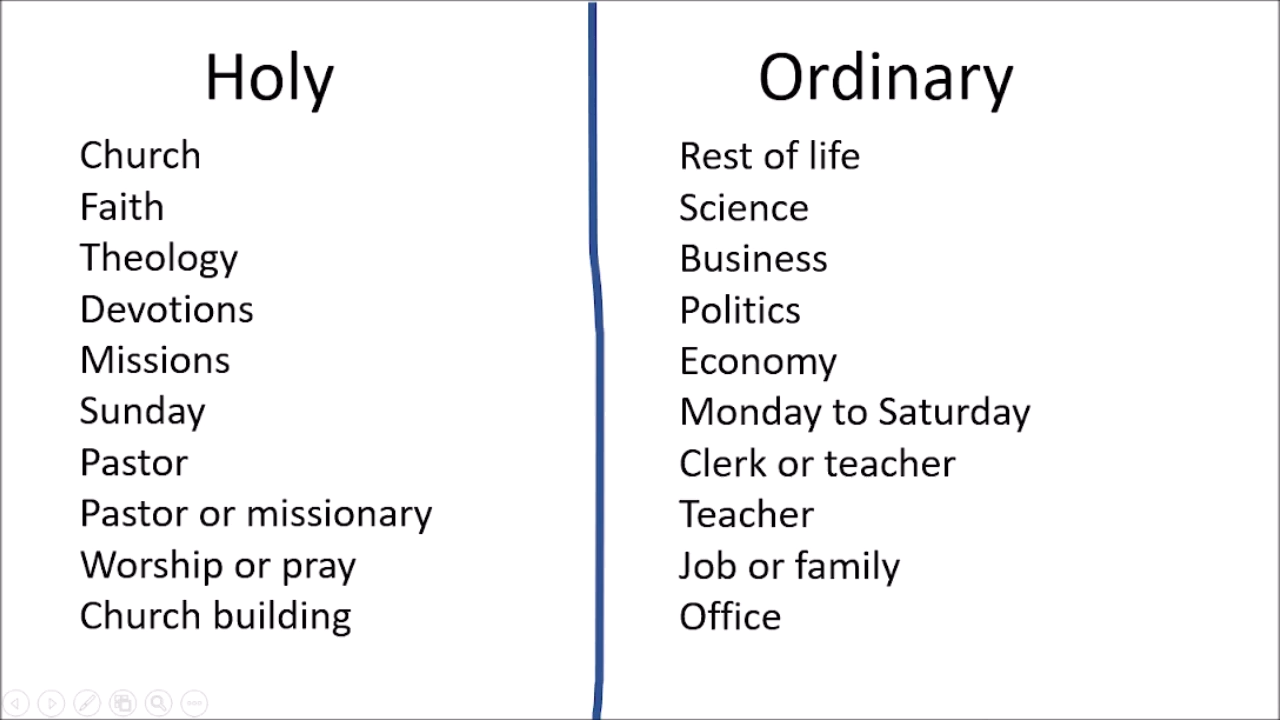 Holy
Church
Faith
Theology
Devotions
Missions
Sunday
Pastor
Pastor or missionary
Worship or pray
Church building
Ordinary
Rest of life
Science
Business
Politics
Economy
Monday to Saturday
Clerk or teacher
Teacher
Job or family
Office